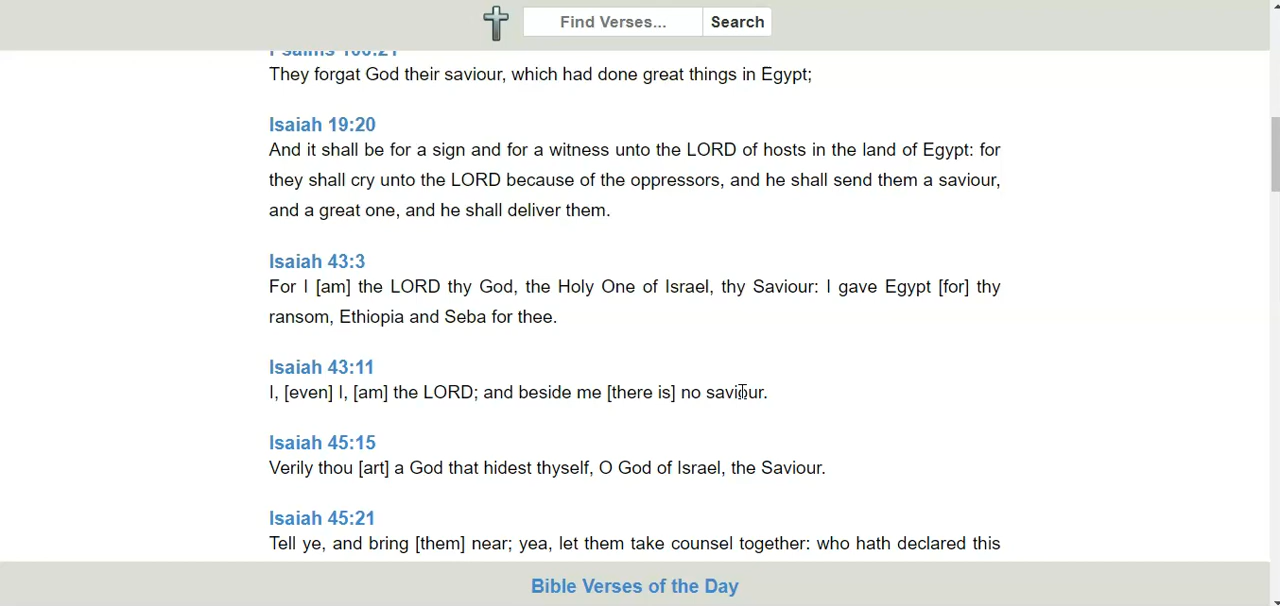 Find Verses... Search
Psalms 106:21
They forgat God their saviour, which had done great things in Egypt;
Isaiah 19:20
And it shall be for a sign and for a witness unto the LORD of hosts in the land of Egypt: for
they shall cry unto the LORD because of the oppressors, and he shall send them a saviour,
and a great one, and he shall deliver them.
Isaiah 43:3
For I [am] the LORD thy God, the Holy One of Israel, thy Saviour: I gave Egypt [for] thy
ransom, Ethiopia and Seba for thee.
Isaiah 43:11
I, [even] I, [am] the LORD; and beside me [there is] no saviour.
Isaiah 45:15
Verily thou [art] a God that hidest thyself, O God of Israel, the Saviour.
Isaiah 45:21
Tell ye, and bring [them] near; yea, let them take counsel together: who hath declared this
Bible Verses of the Day